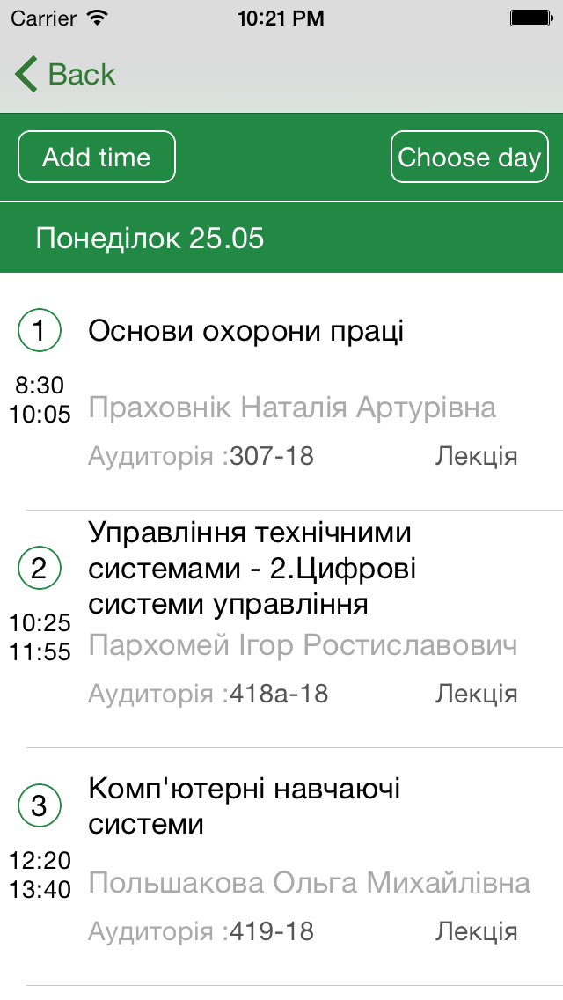 Carrier 10:21 PM
Back
Add time Choose day
Понеділок 25.05
1 Основи охорони праці
8:30
10:05
Праховнік Наталія Артурівна
Аудиторія :307-18 Лекція
Управління технічними
2 системами - 2.Цифрові
системи управління
10:25
11:55
Пархомей Ігор Ростиславович
Аудиторія :418а-18 Лекція
3 Комп'ютерні навчаючі
системи
12:20
13:40
Польшакова Ольга Михайлівна
Аудиторія :419-18 Лекція